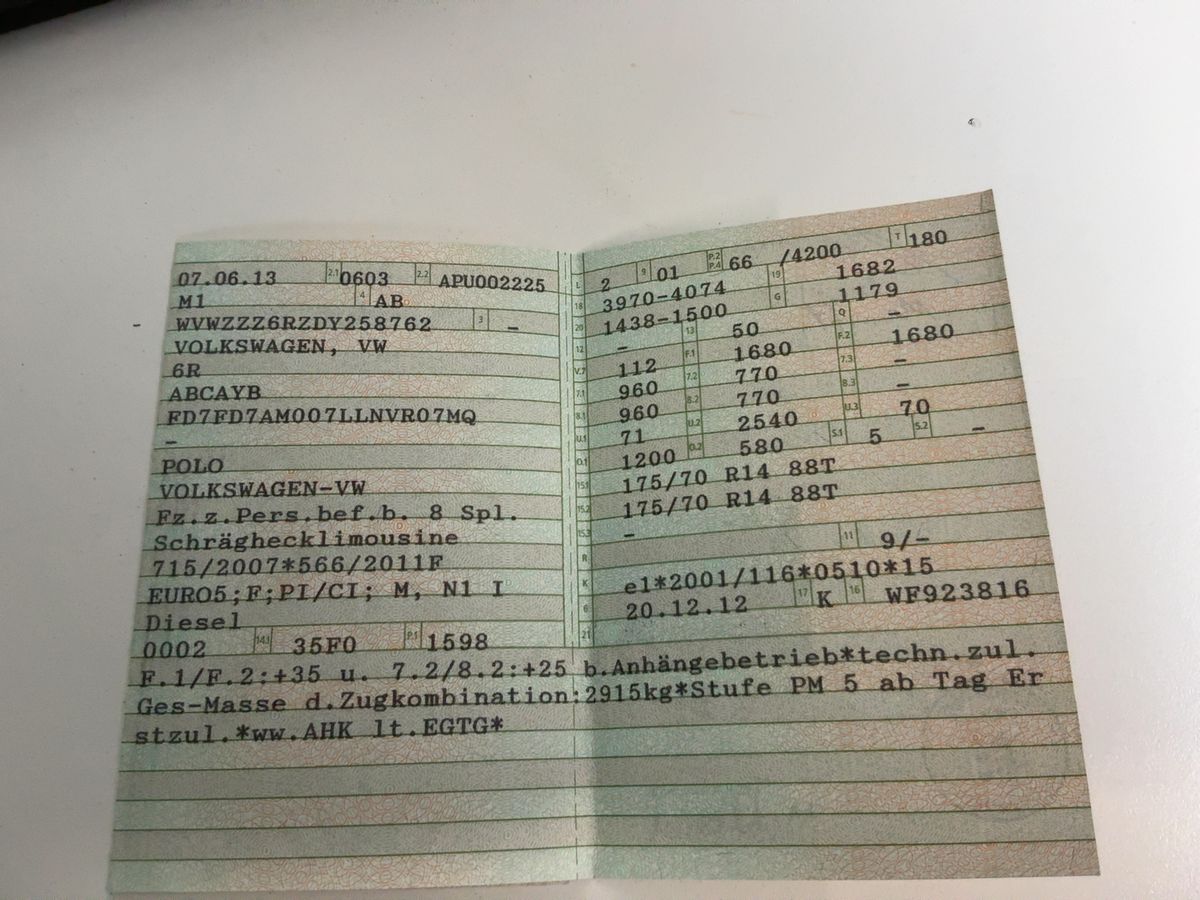 07.06.13 2.1 0603 2.2 APU002225
M1 4 AB
WVWZZZ6RZDY258762 3 –
VOLKSWAGEN, VW
6R
ABCAYB
FD7FD7AM007LLNVR07MQ
–
POLO
VOLKSWAGEN-VW
Fz.z.Pers.bef.b. 8 Spl.
Schräghecklimousine
715/2007*566/2011F
EURO5;F;PI/CI; M, N1 I
Diesel
0002 14.1 35F0 P.1 1598
L 2 9 01 P.2 P.4 66 /4200 T 180
18 3970-4074 19 1682
20 1438-1500 G 1179
12 – 13 50 Q –
V.7 112 F.1 1680 F.2 1680
7.1 960 7.2 770 7.3 –
8.1 960 8.2 770 8.3 –
U.1 71 U.2 2540 U.3 70
O.1 1200 O.2 580 S.1 5 S.2 –
15.1 175/70 R14 88T
15.2 175/70 R14 88T
15.3 –
R 11 9/–
K e1*2001/116*0510*15
6 20.12.12 17 K 16 WF923816
21
F.1/F.2:+35 u. 7.2/8.2:+25 b.Anhängebetrieb*techn.zul.
Ges-Masse d.Zugkombination:2915kg*Stufe PM 5 ab Tag Er
stzul.*ww.AHK lt.EGTG*